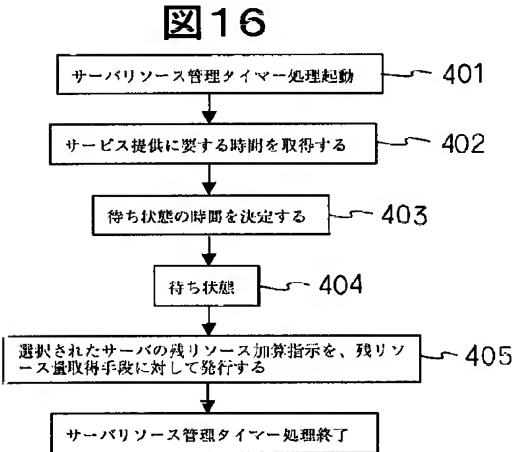 図16
サーバリソース管理タイマー処理起動
401
サービス提供に要する時間を取得する
402
待ち状態の時間を決定する
403
待ち状態
404
選択されたサーバの残リソース加算指示を、残リソ
ース量取得手段に対して発行する
405
サーバリソース管理タイマー処理終了